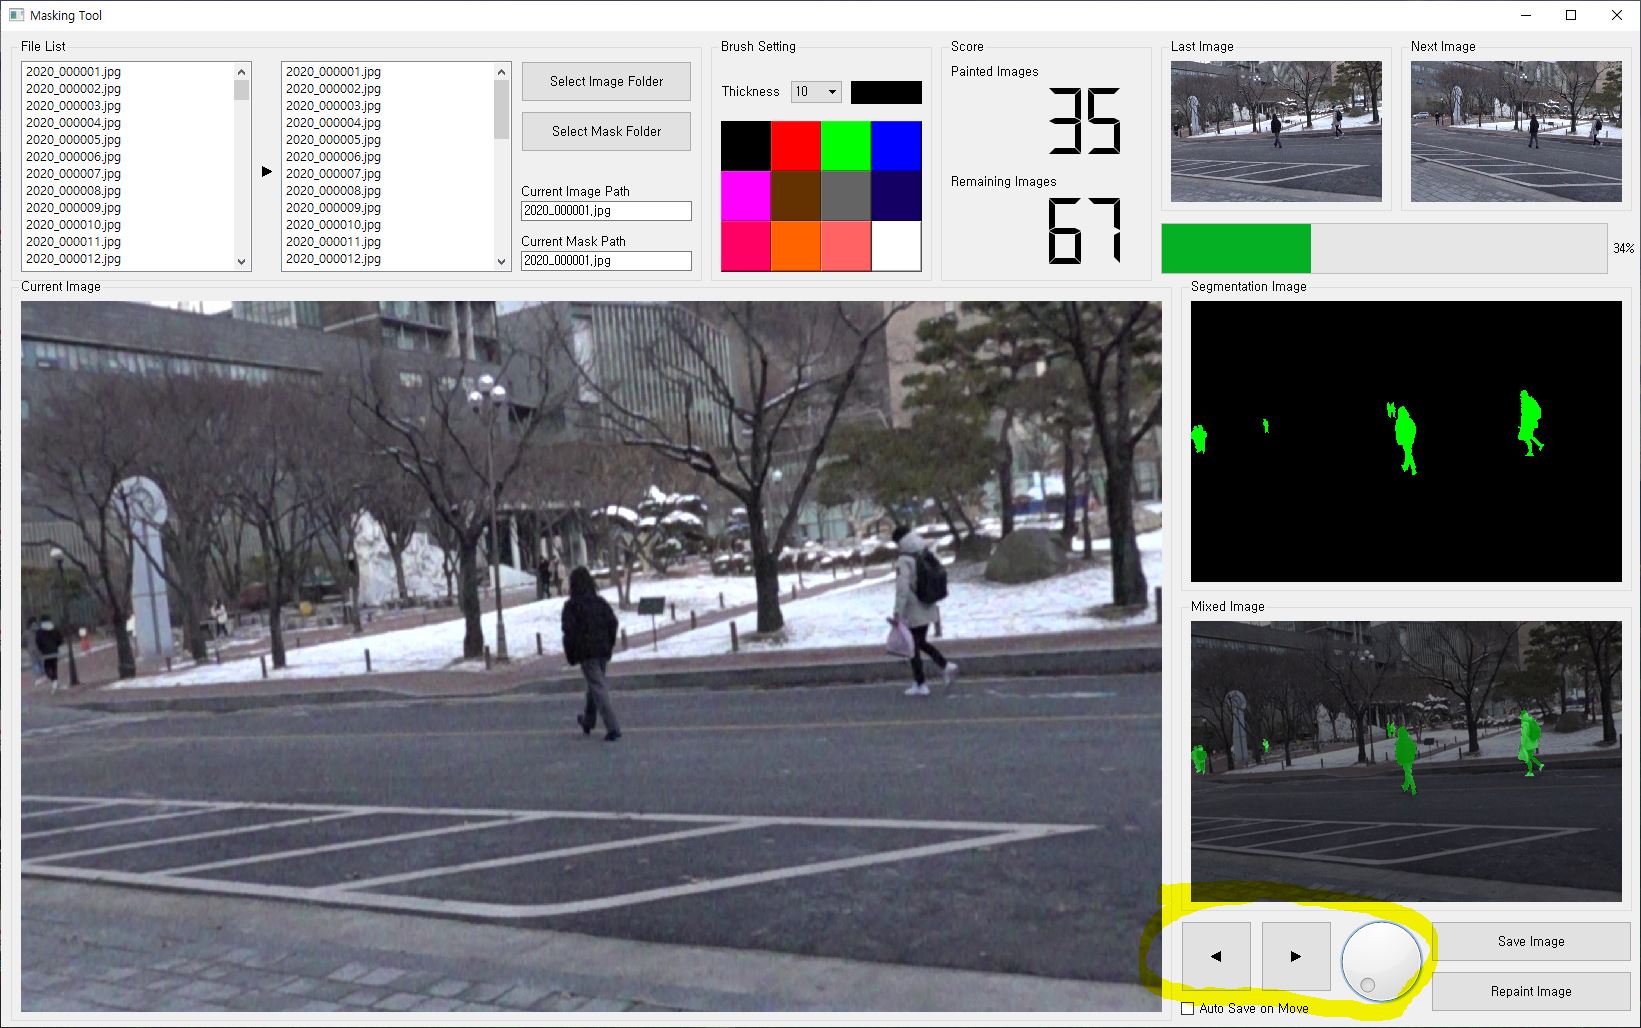 Masking Tool
File List
2020_000001.jpg
2020_000002.jpg
2020_000003.jpg
2020_000004.jpg
2020_000005.jpg
2020_000006.jpg
2020_000007.jpg
2020_000008.jpg
2020_000009.jpg
2020_000010.jpg
2020_000011.jpg
2020_000012.jpg
2020_000001.jpg
2020_000002.jpg
2020_000003.jpg
2020_000004.jpg
2020_000005.jpg
2020_000006.jpg
2020_000007.jpg
2020_000008.jpg
2020_000009.jpg
2020_000010.jpg
2020_000011.jpg
2020_000012.jpg
Select Image Folder
Select Mask Folder
Current Image Path
2020_000001.jpg
Current Mask Path
2020_000001.jpg
Brush Setting
Thickness 10
Score
Painted Images
35
Remaining Images
67
Last Image
Next Image
34%
Current Image
Segmentation Image
Mixed Image
Save Image
Repaint Image
Auto Save on Move